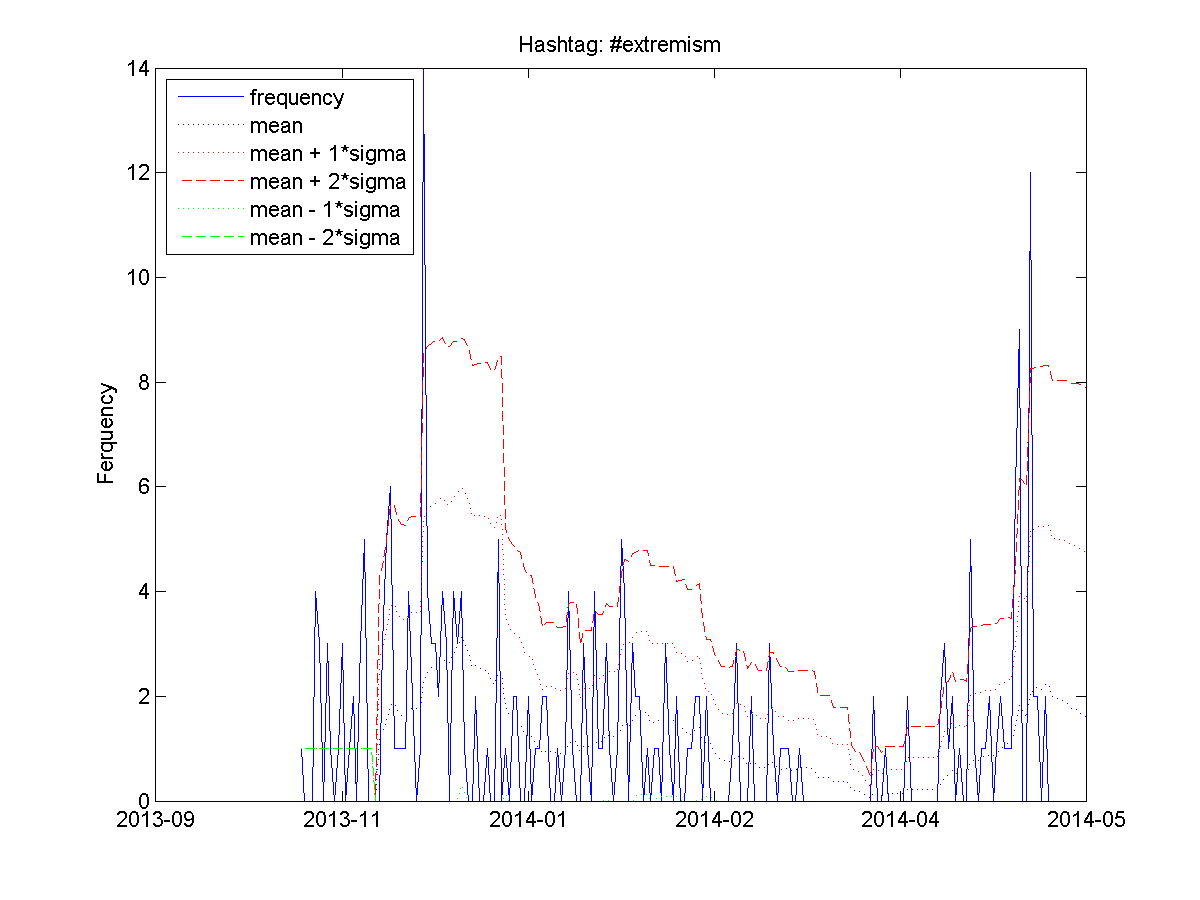 Hashtag: #extremism
14
12
10
8
6
4
2
0
Ferquency
frequency
mean
mean + 1*sigma
mean + 2*sigma
mean - 1*sigma
mean - 2*sigma
2013-09 2013-11 2014-01 2014-02 2014-04 2014-05